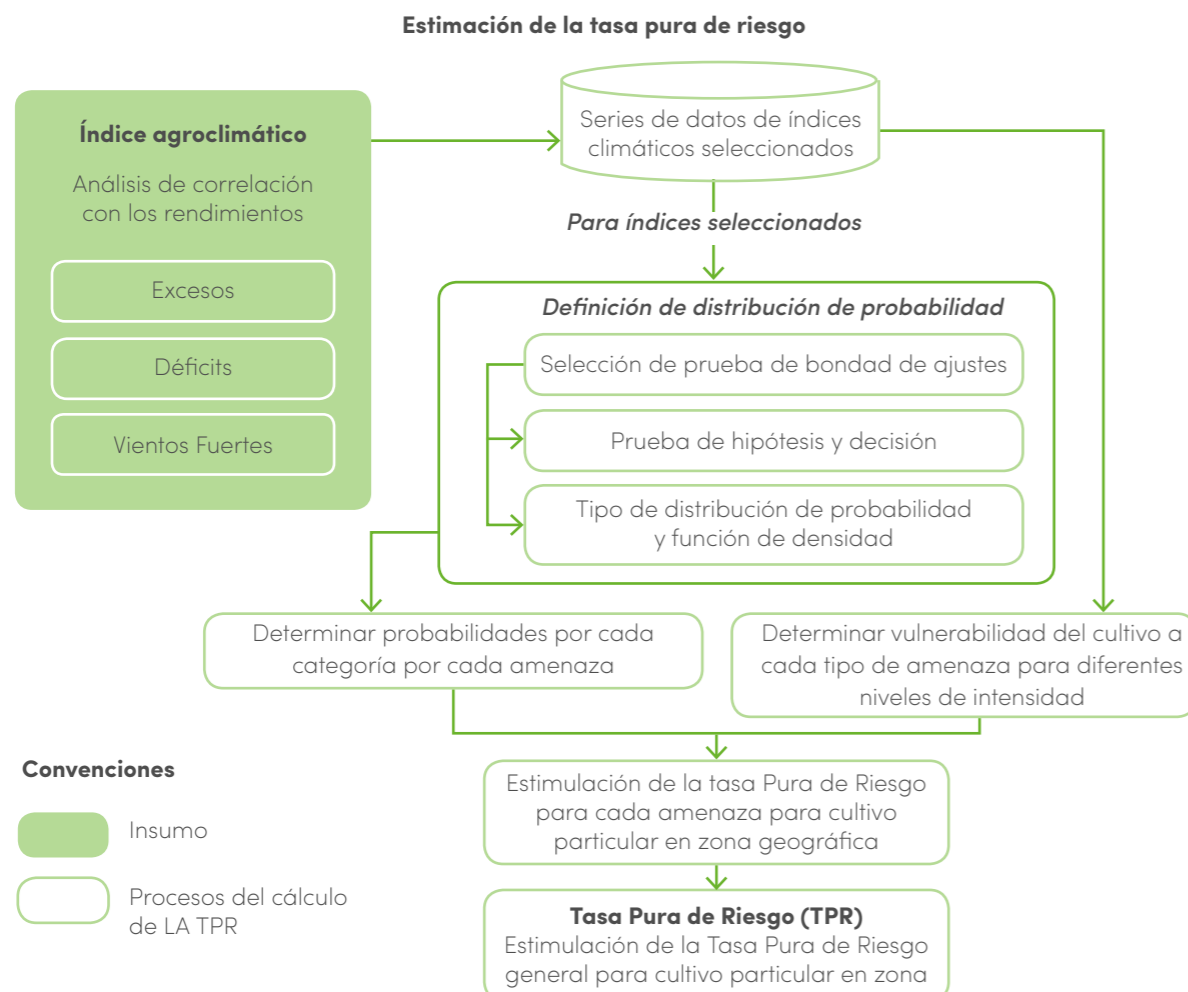 Estimación de la tasa pura de riesgo
Índice agroclimático
Análisis de correlación
con los rendimientos
Excesos
Déficits
Vientos Fuertes
Series de datos de índices
climáticos seleccionados
Para índices seleccionados
Definición de distribución de probabilidad
Selección de prueba de bondad de ajustes
Prueba de hipótesis y decisión
Tipo de distribución de probabilidad
y función de densidad
Determinar probabilidades por cada
categoría por cada amenaza
Determinar vulnerabilidad del cultivo a
cada tipo de amenaza para diferentes
niveles de intensidad
Estimulación de la tasa Pura de Riesgo
para cada amenaza para cultivo
particular en zona geográfica
Tasa Pura de Riesgo (TPR)
Estimulación de la Tasa Pura de Riesgo
general para cultivo particular en zona
Convenciones
Insumo
Procesos del cálculo
de LA TPR